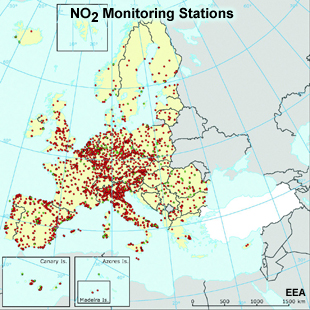 NO2 Monitoring Stations
Canary Is.
Azores Is.
Madeira Is.
EEA
0 500 1000 1500 km